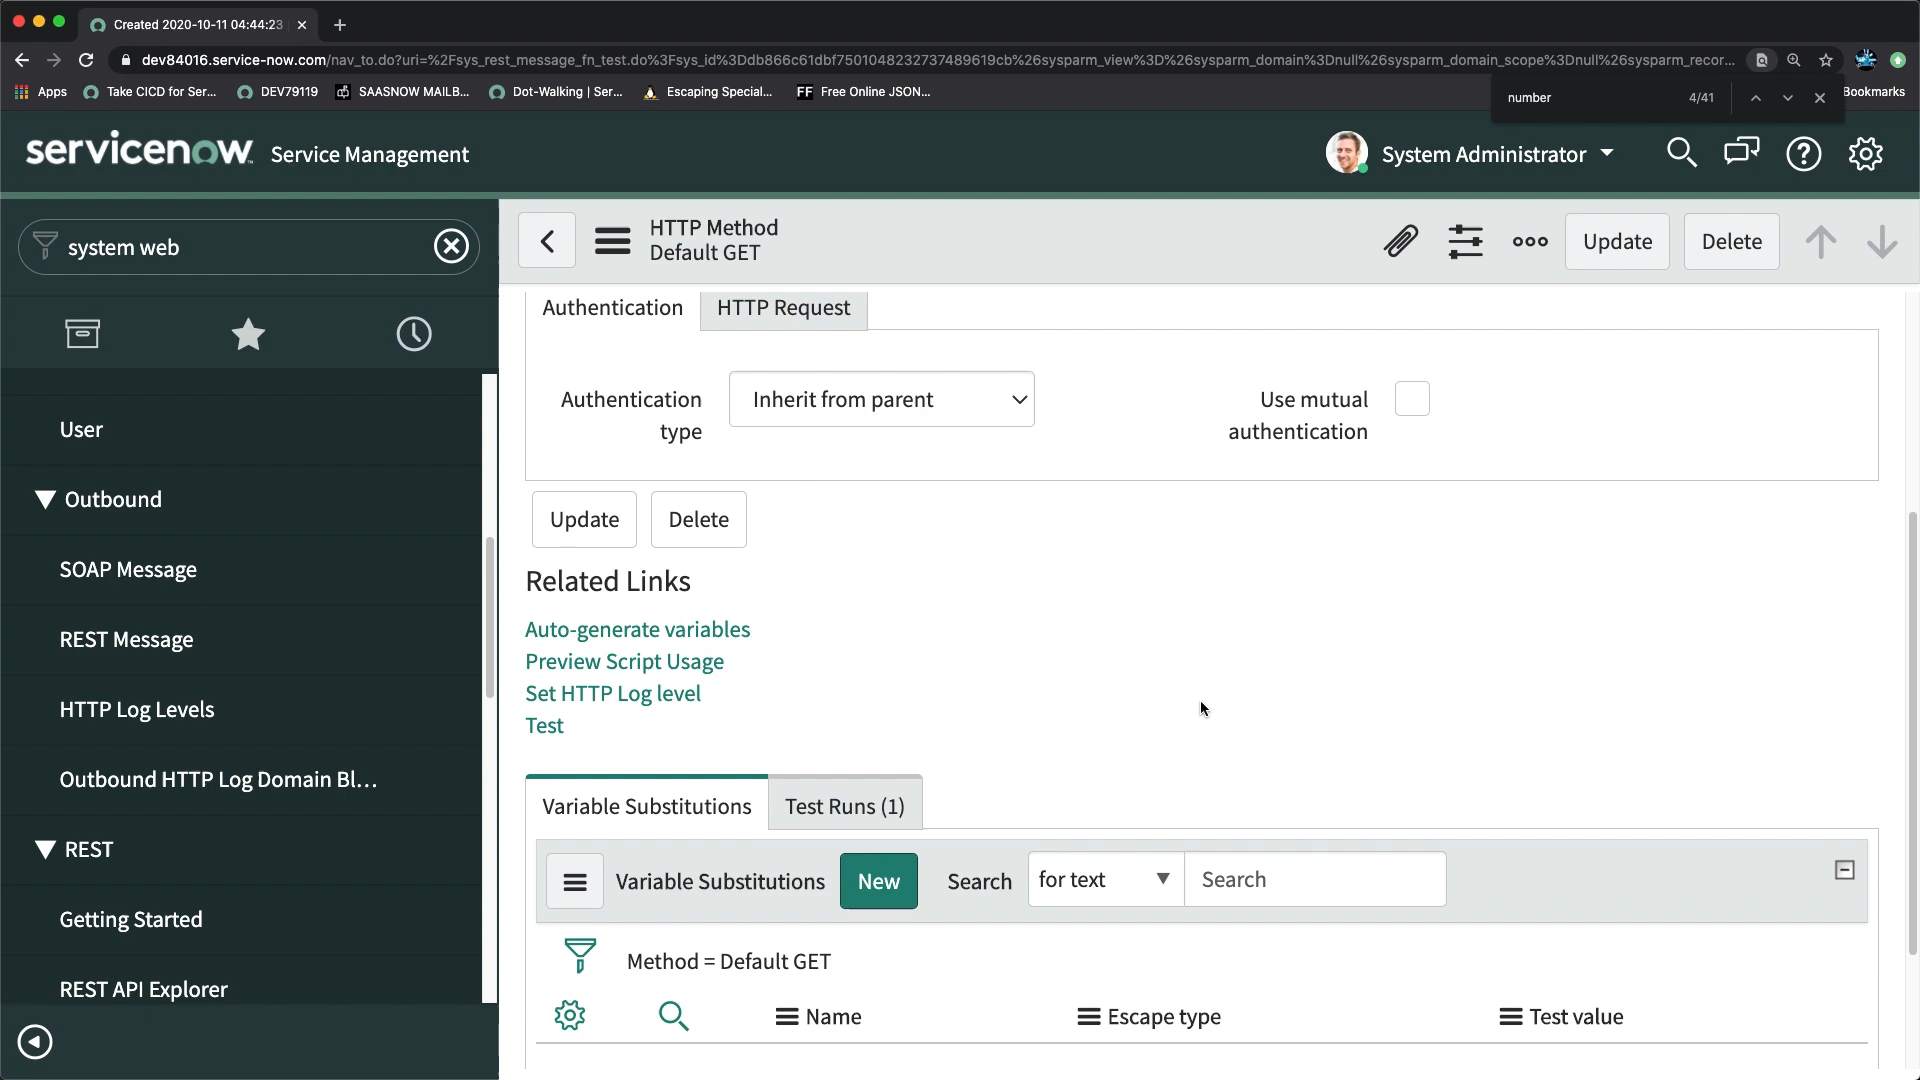 Created 2020-10-11 04:44:23
dev84016.service-now.com/nav_to.do?uri=%2Fsys_rest_message_fn_test.do%3Fsys_id%3Ddb866c61dbf7501048232737489619cb%26sysparm_view%3D%26sysparm_domain%3Dnull%26sysparm_domain_scope%3Dnull%26sysparm_recor...
Apps
Take CICD for Ser...
DEV79119
SAASNOW MAILB...
Dot-Walking | Ser...
Escaping Special...
FF Free Online JSON...
number
4/41
Bookmarks
servicenow
Service Management
System Administrator
system web
HTTP Method
Default GET
Update
Delete
Authentication
HTTP Request
Authentication
type
Inherit from parent
Use mutual
authentication
User
Outbound
SOAP Message
REST Message
HTTP Log Levels
Outbound HTTP Log Domain Bl...
REST
Getting Started
REST API Explorer
Update
Delete
Related Links
Auto-generate variables
Preview Script Usage
Set HTTP Log level
Test
Variable Substitutions
Test Runs (1)
Variable Substitutions
New
Search
for text
Search
Method = Default GET
Name
Escape type
Test value